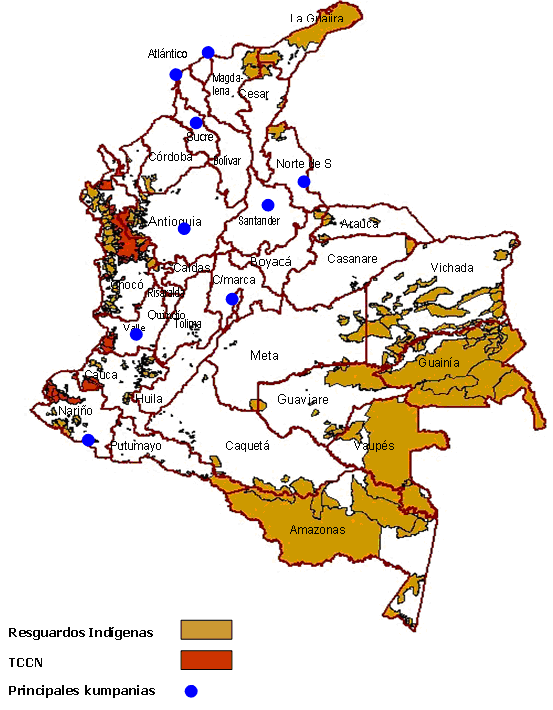 La Guajira
Atlántico
Magda-
lena
Cesar
Sucre
Córdoba
Bolívar
Norte de S
Antioquia
Santander
Arauca
Boyacá
Casanare
Caldas
C/marca
Vichada
Chocó
Risaralda
Quindío
Tolima
Valle
Meta
Guainía
Cauca
Huila
Guaviare
Nariño
Putumayo
Caquetá
Vaupés
Amazonas
Resguardos Indígenas
TCCN
Principales kumpanias